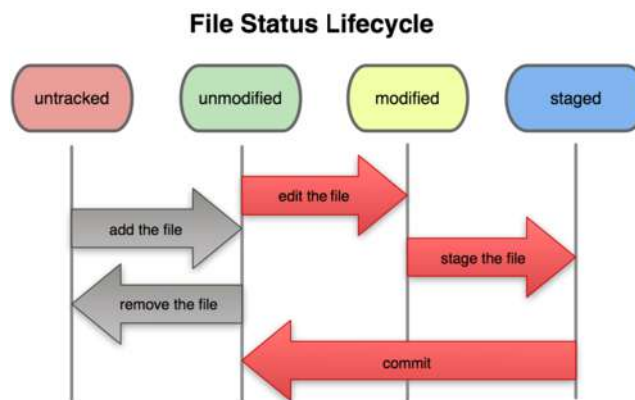 File Status Lifecycle
untracked unmodified modified staged
edit the file
add the file
stage the file
remove the file
commit